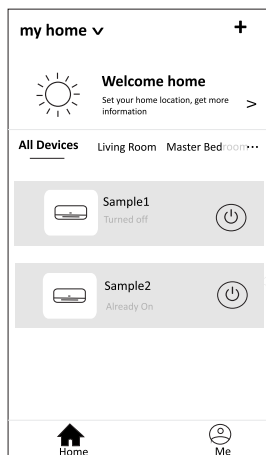 my home
Welcome home
Set your home location, get more
information
All Devices Living Room Master Bedroom
Sample1
Turned off
Sample2
Already On
Home Me